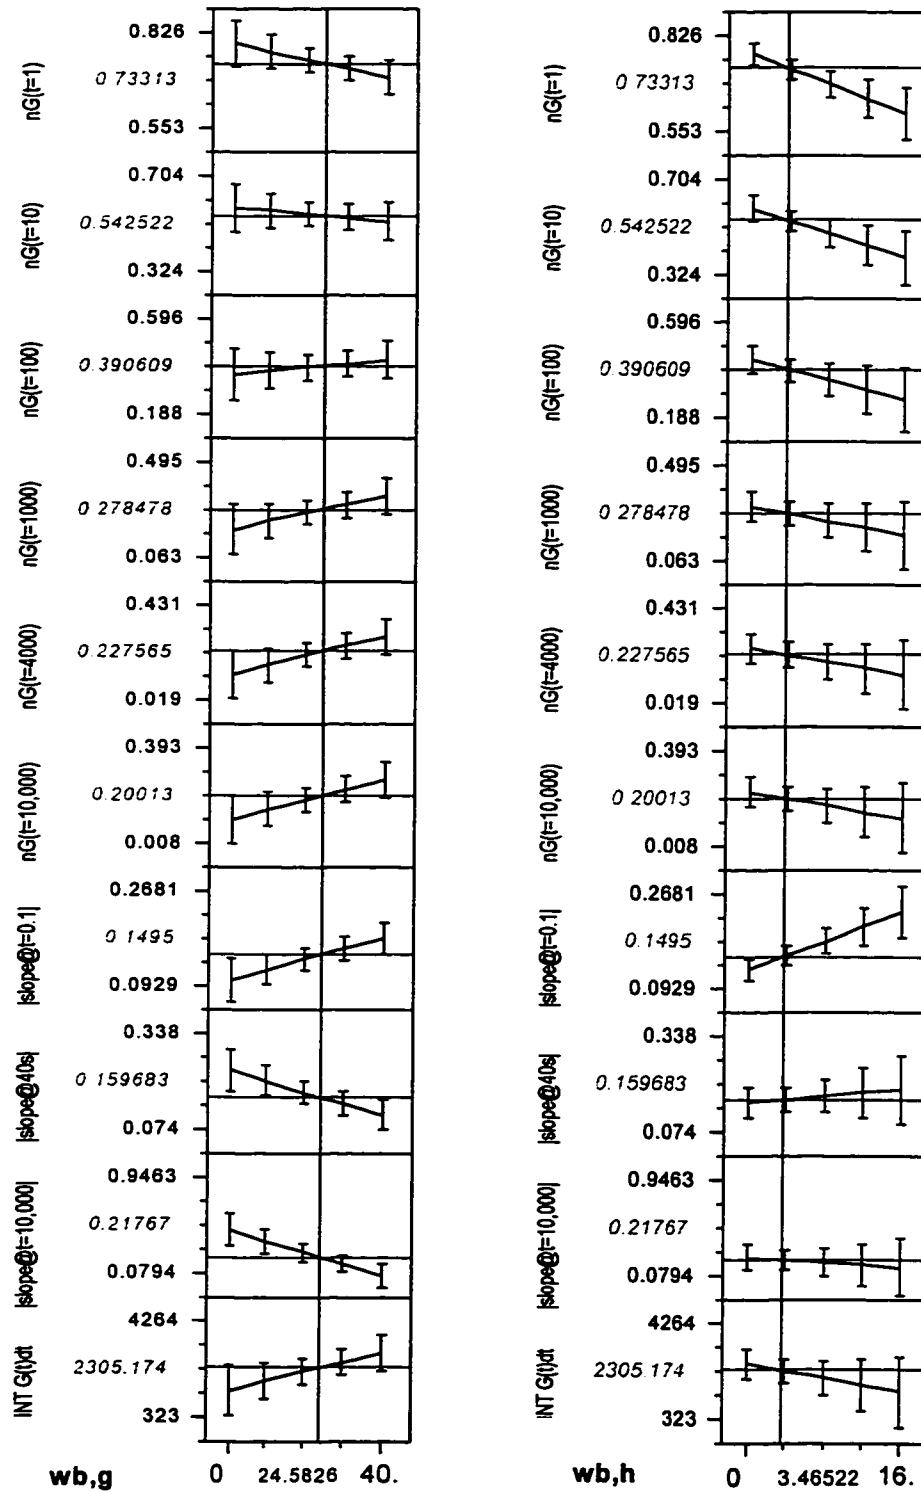 nG(t=1) 0.826 0.73313 0.553
nG(t=10) 0.704 0.542522 0.324
nG(t=100) 0.596 0.390609 0.188
nG(t=1000) 0.495 0.278478 0.063
nG(t=4000) 0.431 0.227565 0.019
nG(t=10,000) 0.393 0.20013 0.008
|slope@t=0.1| 0.2681 0.1495 0.0929
|slope@40s| 0.338 0.159683 0.074
|slope@t=10,000| 0.9463 0.21767 0.0794
INT G(t)dt 4264 2305.174 323
wb,g 0 24.5826 40.
nG(t=1) 0.826 0.73313 0.553
nG(t=10) 0.704 0.542522 0.324
nG(t=100) 0.596 0.390609 0.188
nG(t=1000) 0.495 0.278478 0.063
nG(t=4000) 0.431 0.227565 0.019
nG(t=10,000) 0.393 0.20013 0.008
|slope@t=0.1| 0.2681 0.1495 0.0929
|slope@40s| 0.338 0.159683 0.074
|slope@t=10,000| 0.9463 0.21767 0.0794
INT G(t)dt 4264 2305.174 323
wb,h 0 3.46522 16.